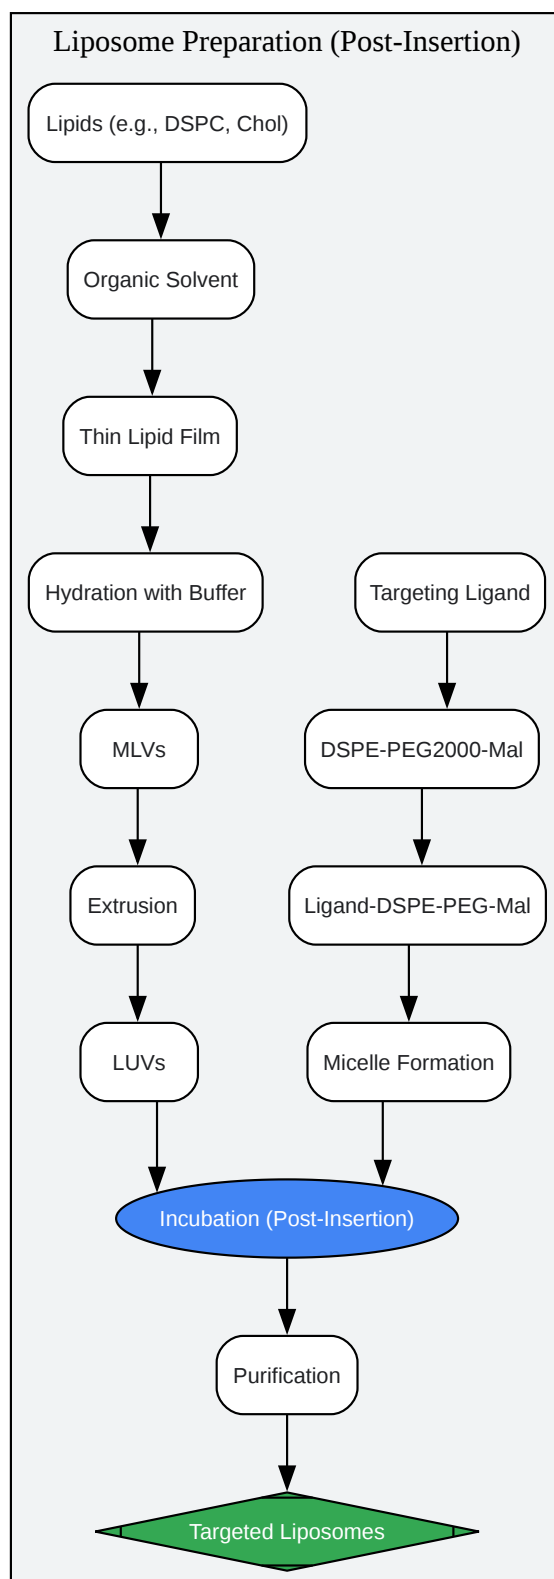 Liposome Preparation (Post-Insertion)
Lipids (e.g., DSPC, Chol)
Organic Solvent
Thin Lipid Film
Hydration with Buffer
Targeting Ligand
MLVs
DSPE-PEG2000-Mal
Extrusion
Ligand-DSPE-PEG-Mal
LUVs
Micelle Formation
Incubation (Post-Insertion)
Purification
Targeted Liposomes